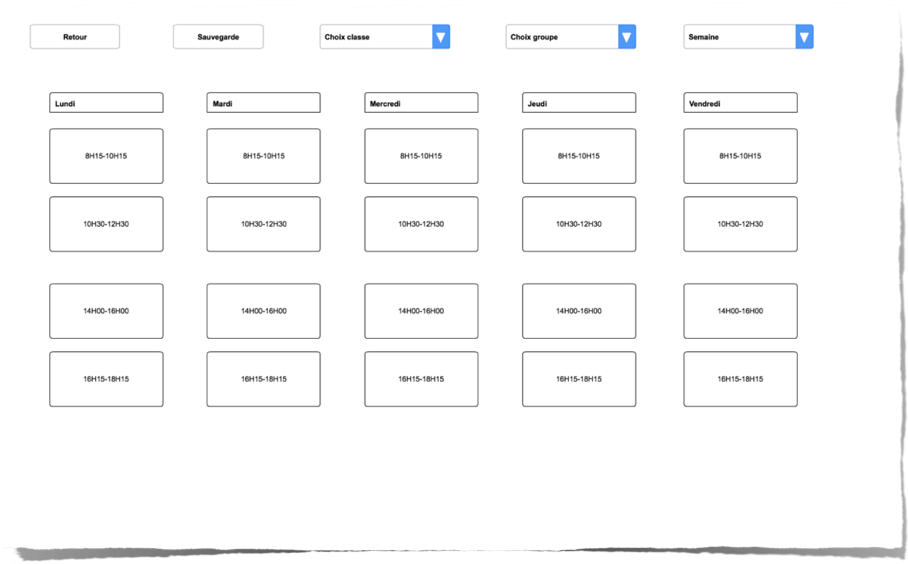 Retour Sauvegarde Choix classe Choix groupe Semaine
Lundi Mardi Mercredi Jeudi Vendredi
8H15-10H15 8H15-10H15 8H15-10H15 8H15-10H15 8H15-10H15
10H30-12H30 10H30-12H30 10H30-12H30 10H30-12H30 10H30-12H30
14H00-16H00 14H00-16H00 14H00-16H00 14H00-16H00 14H00-16H00
16H15-18H15 16H15-18H15 16H15-18H15 16H15-18H15 16H15-18H15